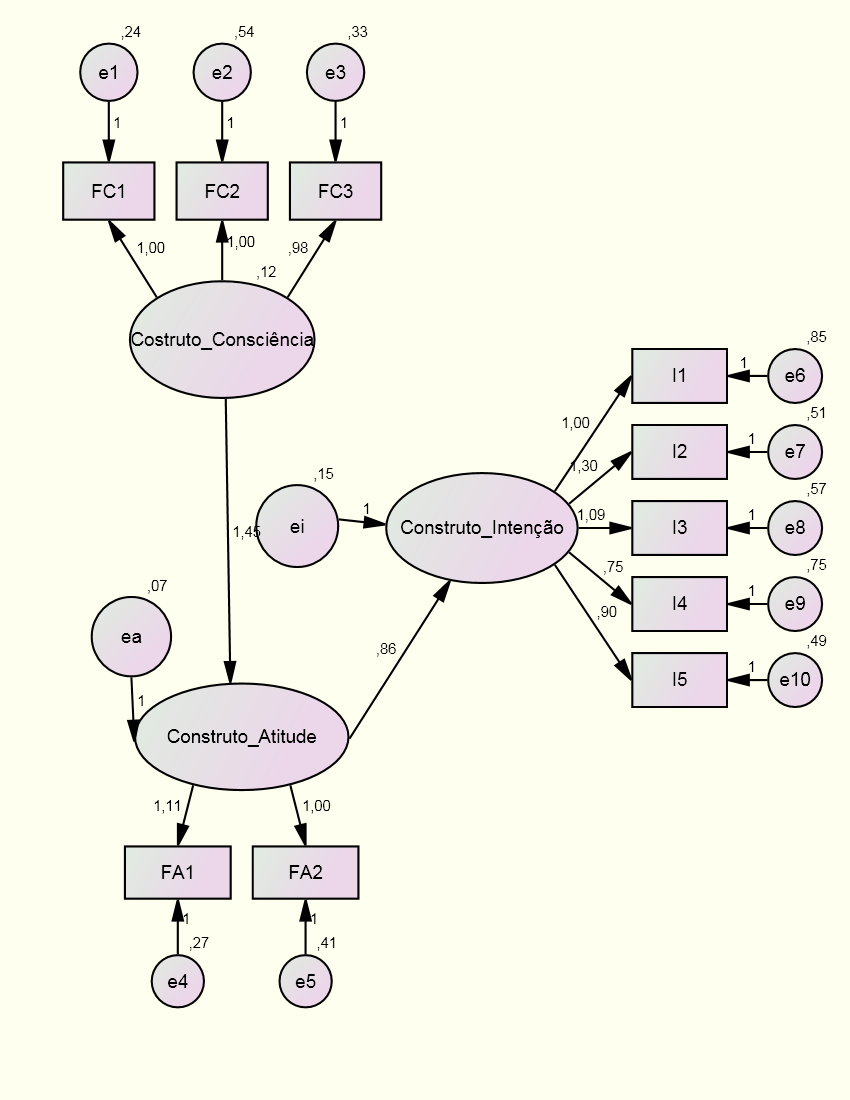 ,24
,54
,33
e1
e2
e3
1
1
1
FC1
FC2
FC3
1,00
1,00
,98
,12
Costruto_Consciência
,85
I1
1
e6
,51
1,00
I2
1
e7
1,30
,15
,57
ei
1
Construto_Intenção
1,09
I3
1
e8
1,45
,75
,75
I4
1
e9
,07
,90
ea
,86
,49
I5
1
e10
1
Construto_Atitude
1,11
1,00
FA1
FA2
1
1
,27
,41
e4
e5